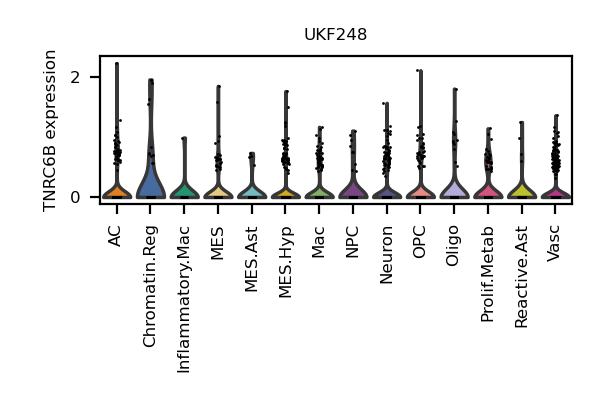 UKF248
TNRC6B expression
2
0
AC
Chromatin.Reg
Inflammatory.Mac
MES
MES.Ast
MES.Hyp
Mac
NPC
Neuron
OPC
Oligo
Prolif.Metab
Reactive.Ast
Vasc